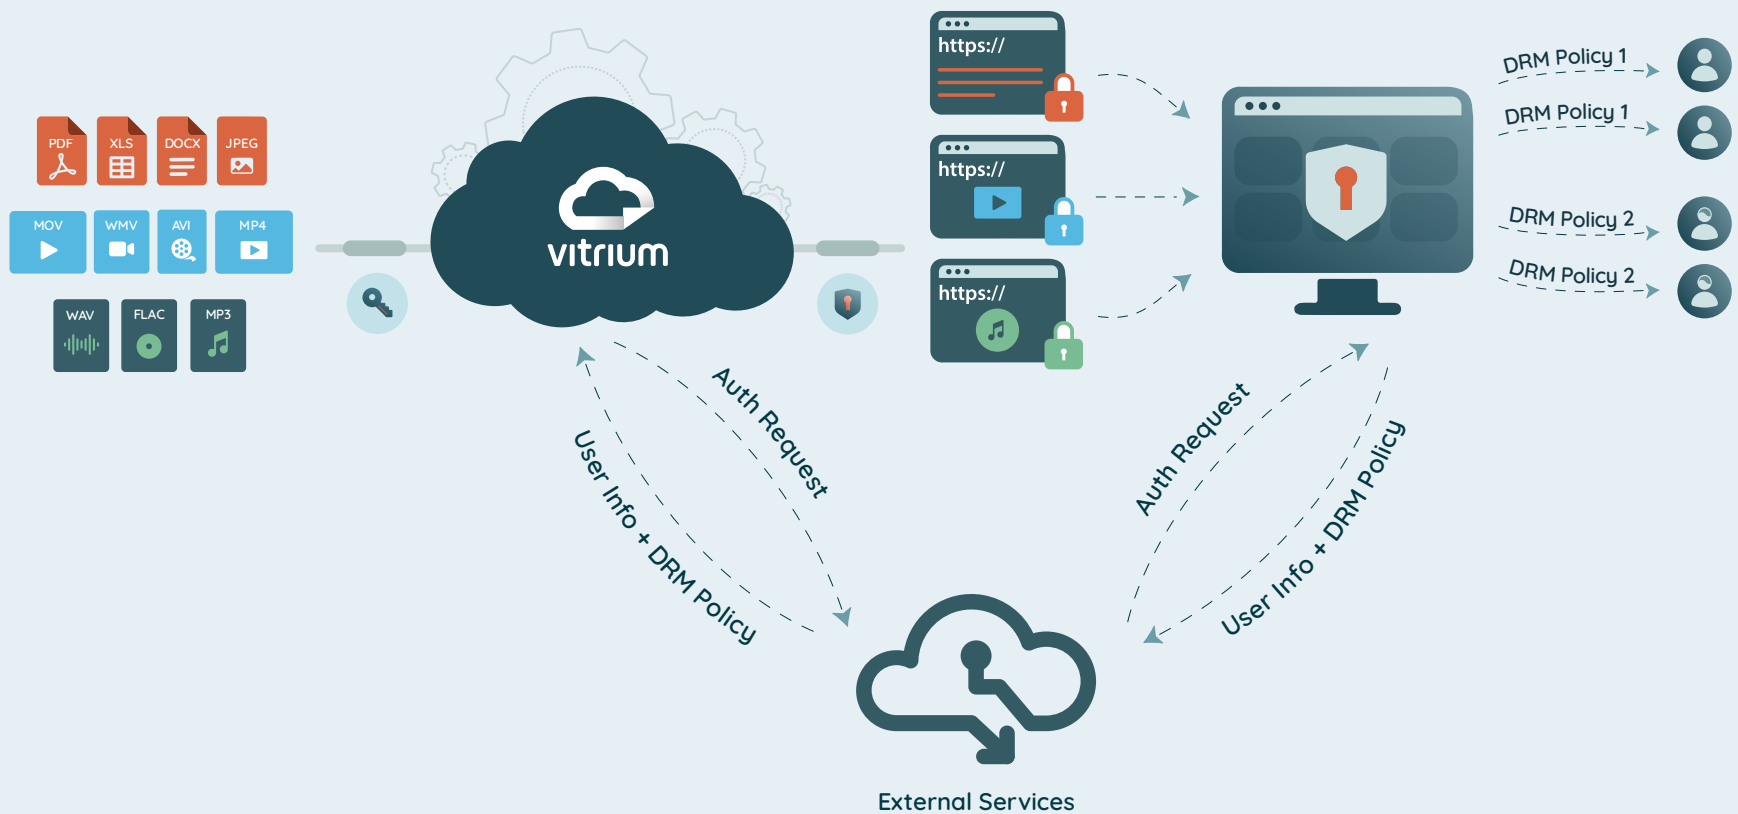 PDF
XLS
DOCX
JPEG
MOV
WMV
AVI
MP4
WAV
FLAC
MP3
vitrium
https://
https://
https://
DRM Policy 1
DRM Policy 1
DRM Policy 2
DRM Policy 2
Auth Request
User Info + DRM Policy
Auth Request
User Info + DRM Policy
External Services